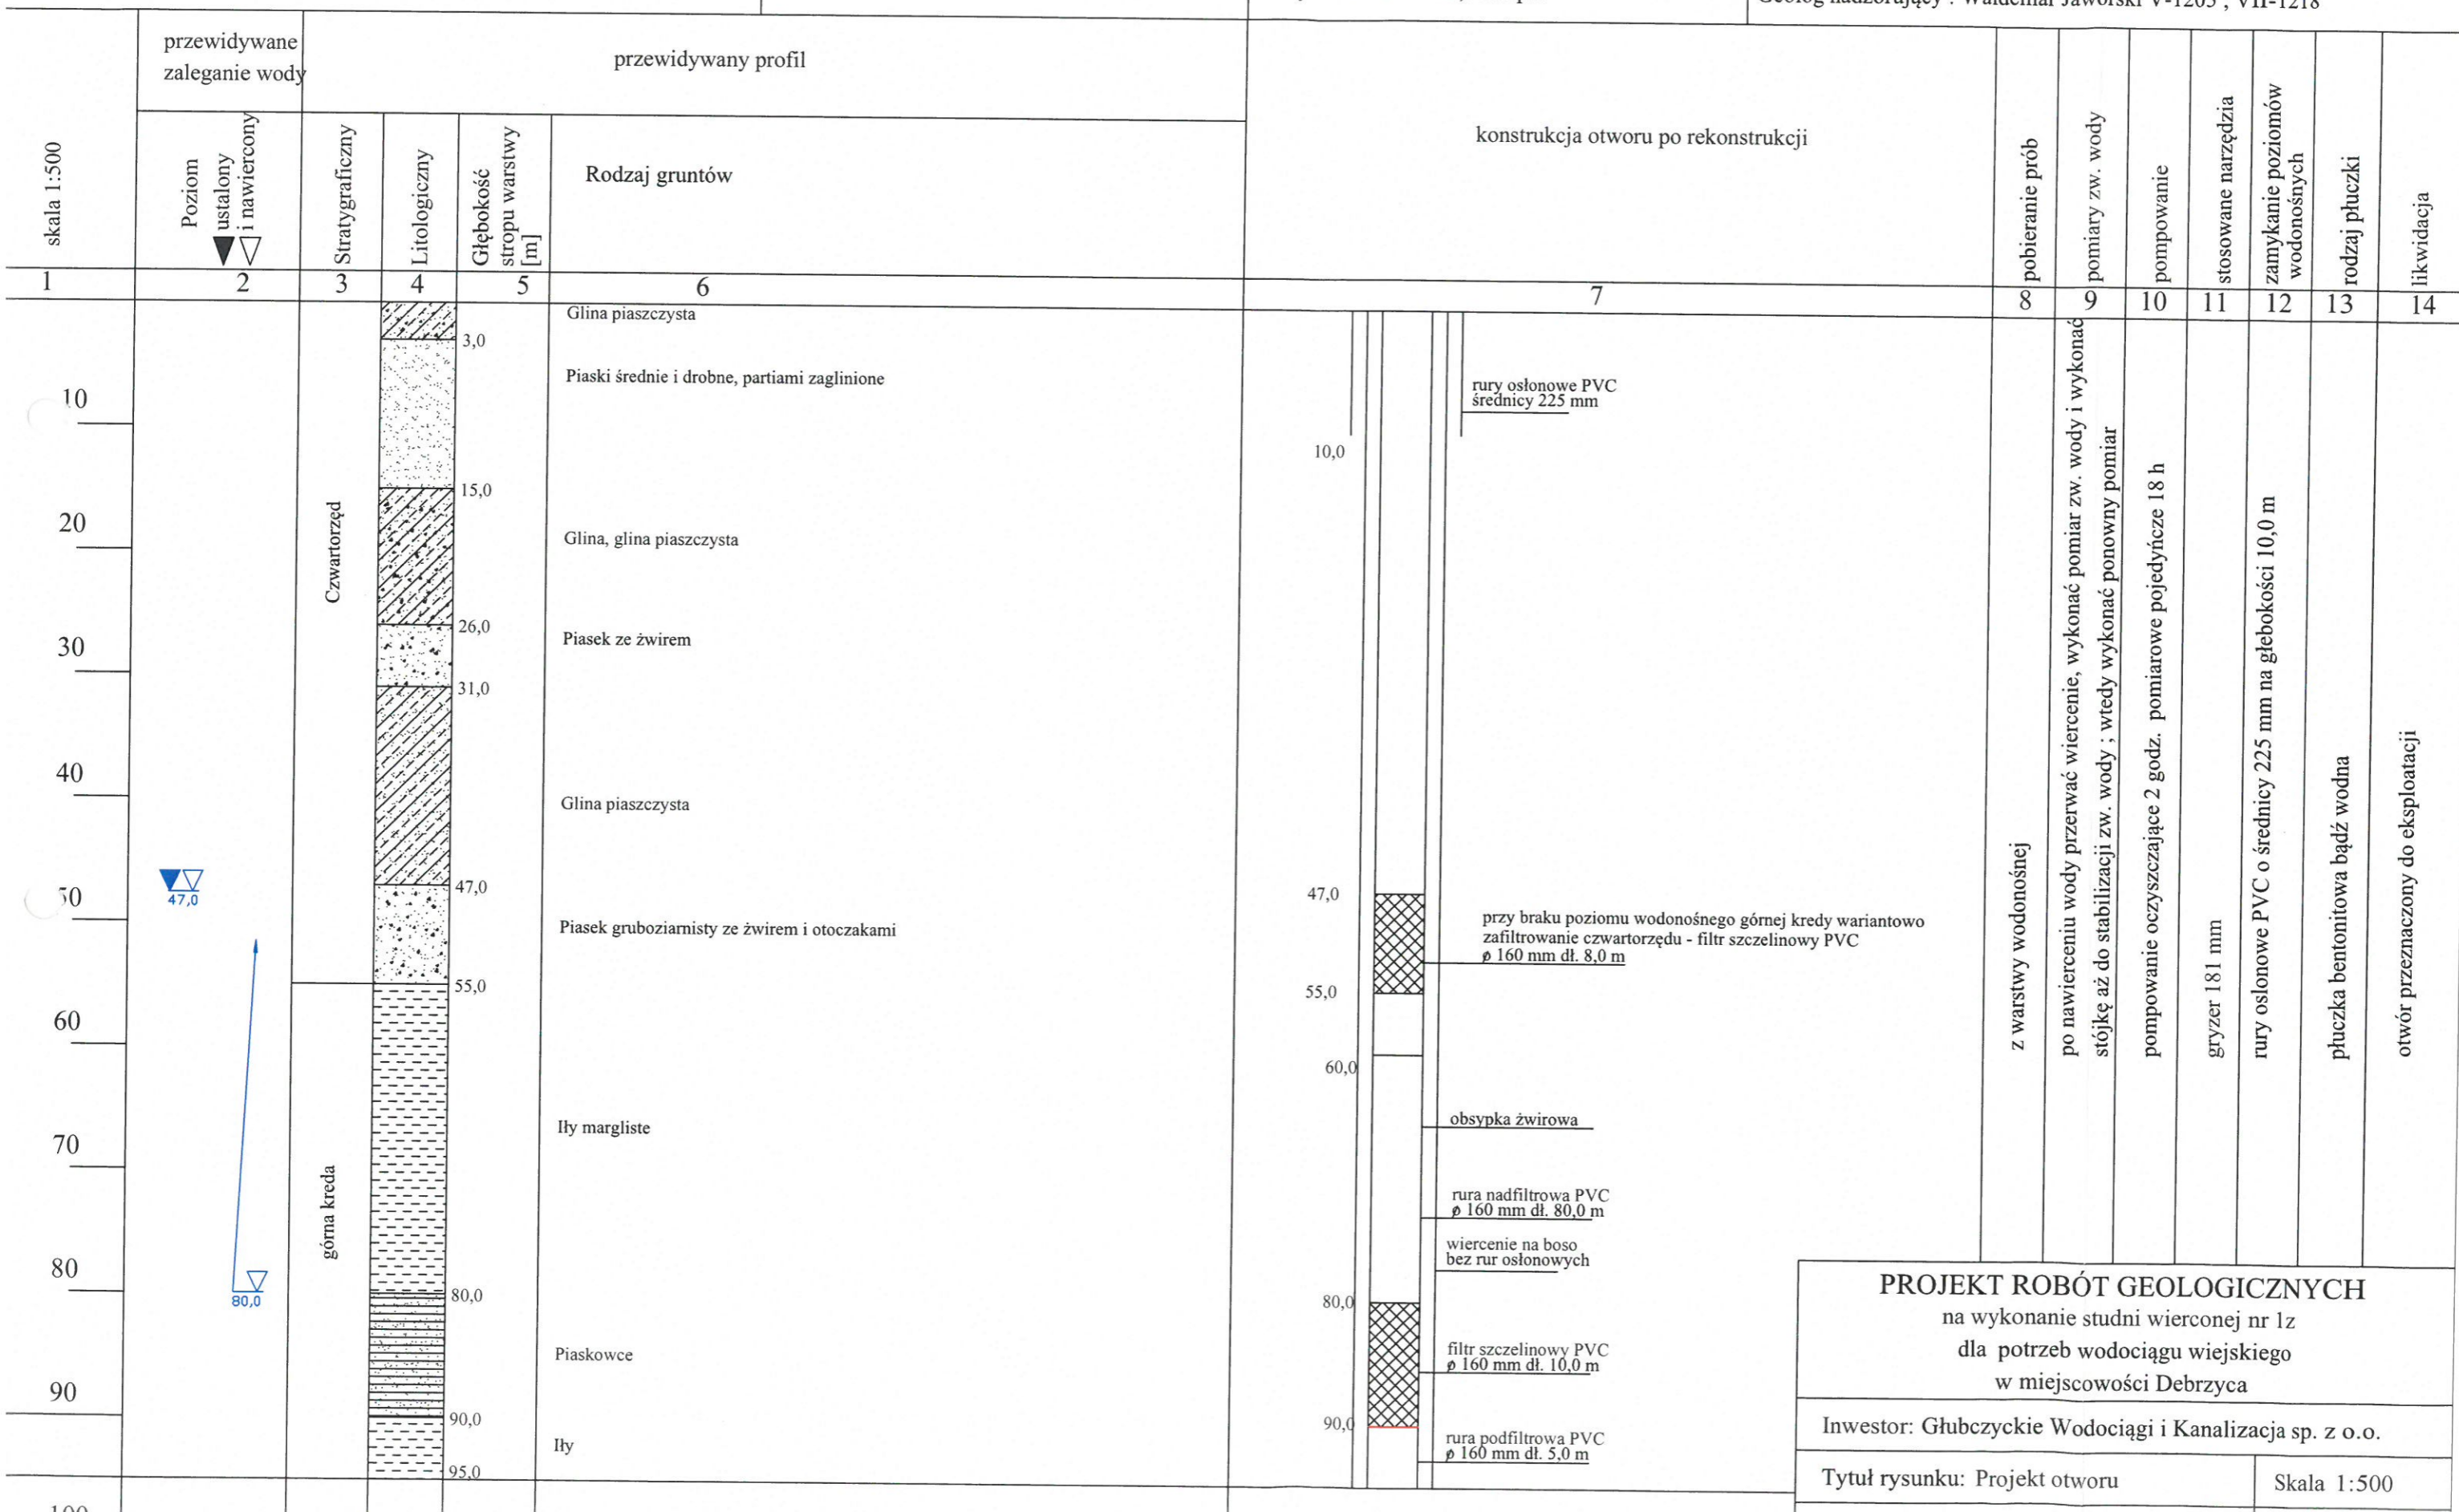 Geolog nadzorujący : Waldemar Jaworski V-1205 , VII-1218
skala 1:500
przewidywane
zaleganie wody
przewidywany profil
konstrukcja otworu po rekonstrukcji
Poziom
ustalony
i nawiercony
Stratygraficzny
Litologiczny
Głębokość
stropu warstwy
[m]
Rodzaj gruntów
pobieranie prób
pomiary zw. wody
pompowanie
stosowane narzędzia
zamykanie poziomów
wodonośnych
rodzaj płuczki
likwidacja
1
2
3
4
5
6
7
8
9
10
11
12
13
14
10
20
30
40
50
60
70
80
90
100
47,0
80,0
Czwartorzęd
górna kreda
3,0
15,0
26,0
31,0
47,0
55,0
80,0
90,0
95,0
Glina piaszczysta
Piaski średnie i drobne, partiami zaglinione
Glina, glina piaszczysta
Piasek ze żwirem
Glina piaszczysta
Piasek gruboziarnisty ze żwirem i otoczakami
Iły margliste
Piaskowce
Iły
10,0
47,0
55,0
60,0
80,0
90,0
rury osłonowe PVC
średnicy 225 mm
przy braku poziomu wodonośnego górnej kredy wariantowo
zafiltrowanie czwartorzędu - filtr szczelinowy PVC
ø 160 mm dł. 8,0 m
obsypka żwirowa
rura nadfiltrowa PVC
ø 160 mm dł. 80,0 m
wiercenie na boso
bez rur osłonowych
filtr szczelinowy PVC
ø 160 mm dł. 10,0 m
rura podfiltrowa PVC
ø 160 mm dł. 5,0 m
z warstwy wodonośnej
po nawierceniu wody przerwać wiercenie, wykonać pomiar zw. wody i wykonać
stójkę aż do stabilizacji zw. wody ; wtedy wykonać ponowny pomiar
pompowanie oczyszczające 2 godz. pomiarowe pojedyńcze 18 h
gryzer 181 mm
rury oslonowe PVC o średnicy 225 mm na głebokości 10,0 m
płuczka bentonitowa bądź wodna
otwór przeznaczony do eksploatacji
PROJEKT ROBÓT GEOLOGICZNYCH
na wykonanie studni wierconej nr 1z
dla potrzeb wodociągu wiejskiego
w miejscowości Debrzyca
Inwestor: Głubczyckie Wodociągi i Kanalizacja sp. z o.o.
Tytuł rysunku: Projekt otworu
Skala 1:500